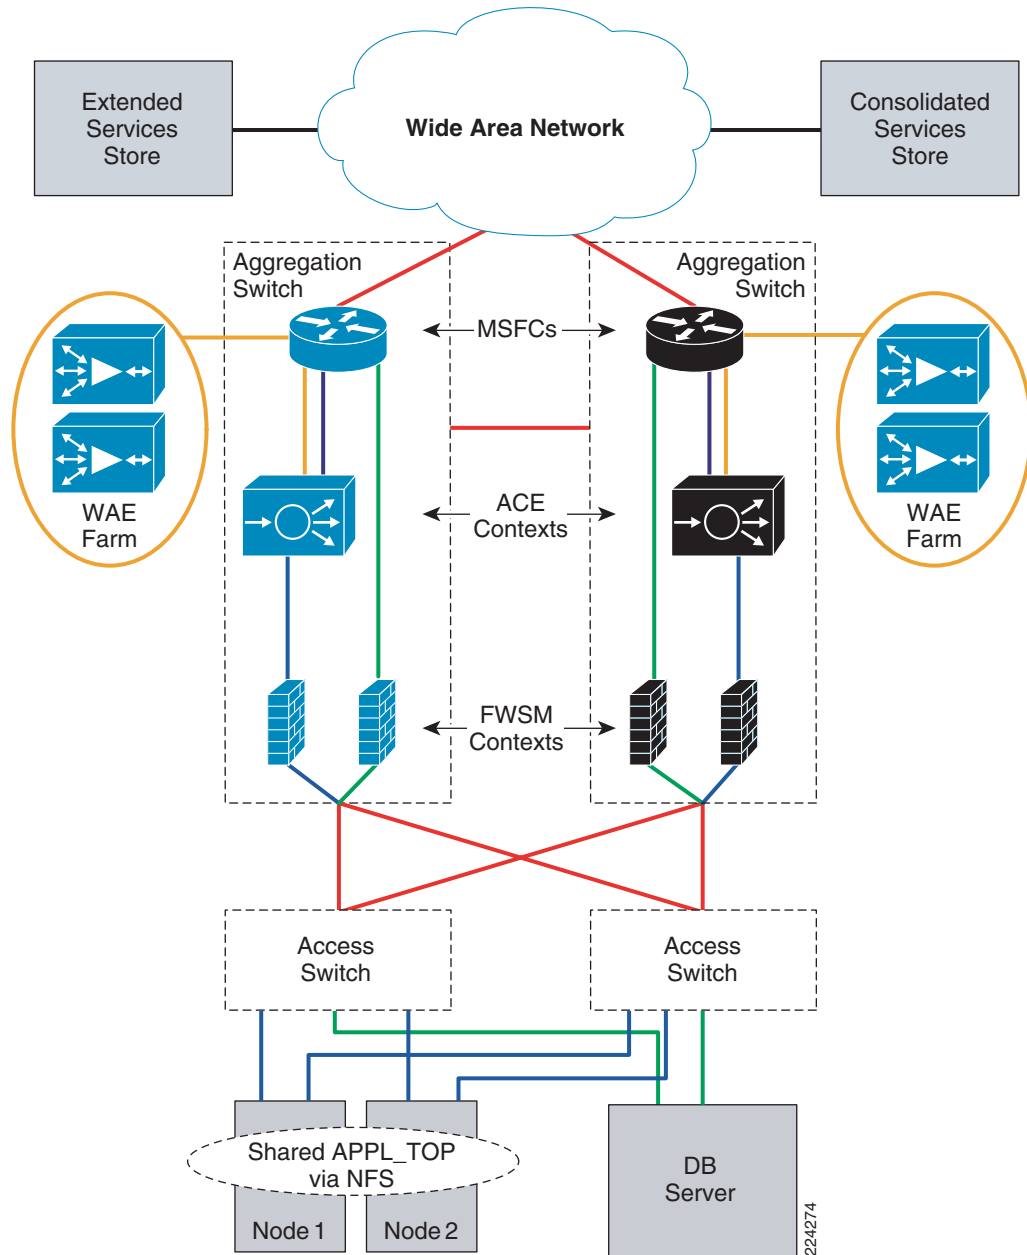 Extended
Services
Store
Wide Area Network
Consolidated
Services
Store
Aggregation
Switch
Aggregation
Switch
MSFCs
WAE
Farm
ACE
Contexts
WAE
Farm
FWSM
Contexts
Access
Switch
Access
Switch
Shared APPL_TOP
via NFS
Node 1
Node 2
DB
Server
224274